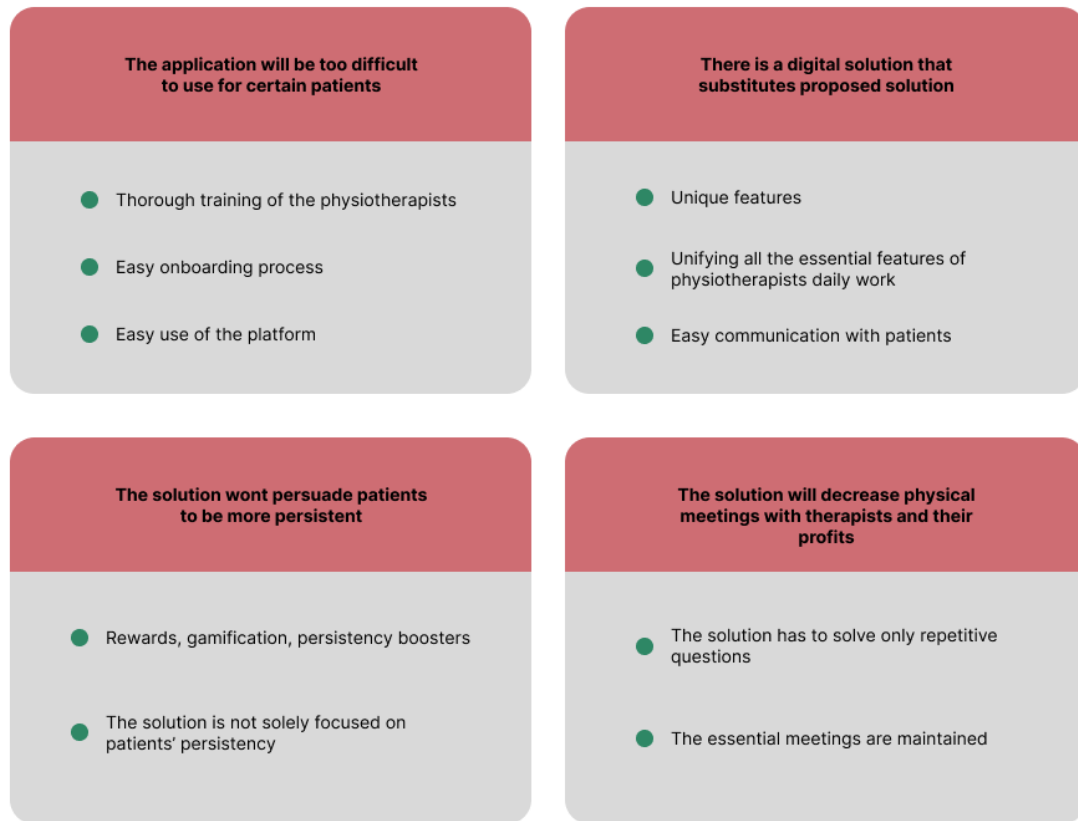 The application will be too difficult
to use for certain patients
Thorough training of the physiotherapists
Easy onboarding process
Easy use of the platform
There is a digital solution that
substitutes proposed solution
Unique features
Unifying all the essential features of
physiotherapists daily work
Easy communication with patients
The solution wont persuade patients
to be more persistent
Rewards, gamification, persistency boosters
The solution is not solely focused on
patients’ persistency
The solution will decrease physical
meetings with therapists and their
profits
The solution has to solve only repetitive
questions
The essential meetings are maintained